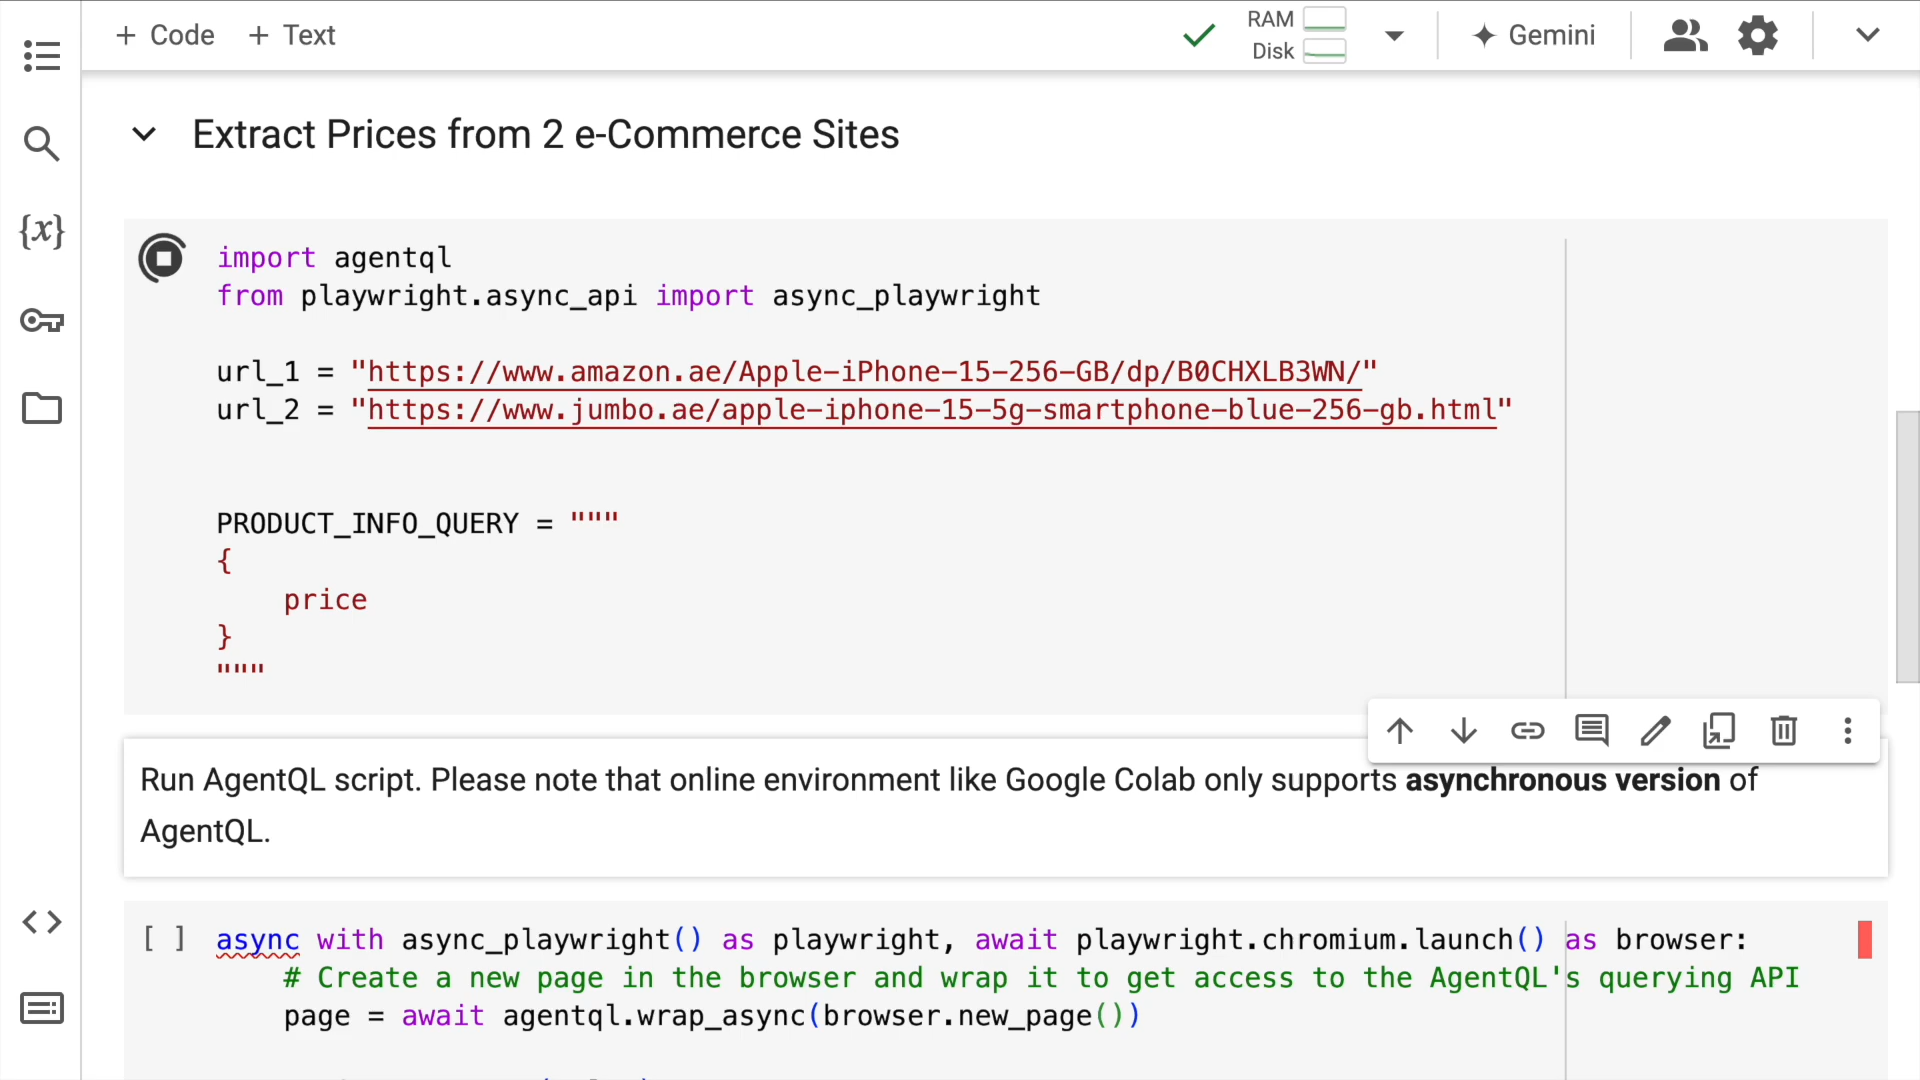 + Code + Text
RAM
Disk
Gemini
Extract Prices from 2 e-Commerce Sites
{x}
import agentql
from playwright.async_api import async_playwright
url_1 = "https://www.amazon.ae/Apple-iPhone-15-256-GB/dp/B0CHXLB3WN/"
url_2 = "https://www.jumbo.ae/apple-iphone-15-5g-smartphone-blue-256-gb.html"
PRODUCT_INFO_QUERY = """
{
    price
}
"""
Run AgentQL script. Please note that online environment like Google Colab only supports asynchronous version of
AgentQL.
[ ] async with async_playwright() as playwright, await playwright.chromium.launch() as browser:
    # Create a new page in the browser and wrap it to get access to the AgentQL's querying API
    page = await agentql.wrap_async(browser.new_page())